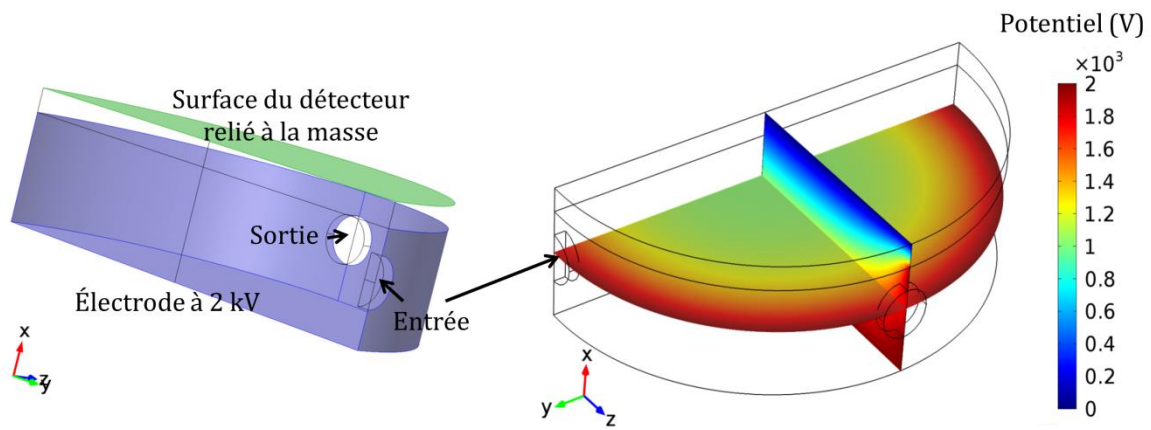 Potentiel (V)
×10³
Surface du détecteur
relié à la masse
Sortie
Électrode à 2 kV
Entrée
x
z
y
x
y
z
2
1.8
1.6
1.4
1.2
1
0.8
0.6
0.4
0.2
0